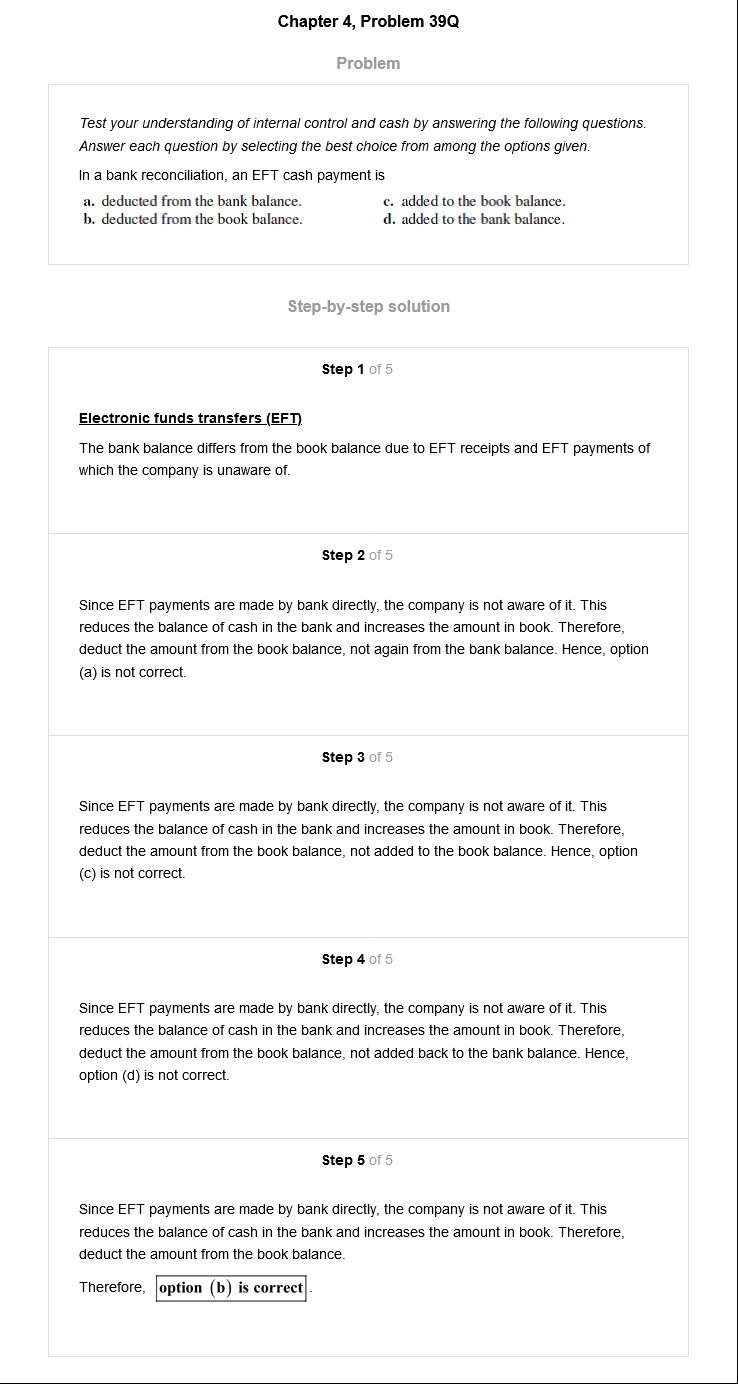 Chapter 4, Problem 39Q
Problem
Test your understanding of internal control and cash by answering the following questions.
Answer each question by selecting the best choice from among the options given.
In a bank reconciliation, an EFT cash payment is
a. deducted from the bank balance.
b. deducted from the book balance.
c. added to the book balance.
d. added to the bank balance.
Step-by-step solution
Step 1 of 5
Electronic funds transfers (EFT)
The bank balance differs from the book balance due to EFT receipts and EFT payments of
which the company is unaware of.
Step 2 of 5
Since EFT payments are made by bank directly, the company is not aware of it. This
reduces the balance of cash in the bank and increases the amount in book. Therefore,
deduct the amount from the book balance, not again from the bank balance. Hence, option
(a) is not correct.
Step 3 of 5
Since EFT payments are made by bank directly, the company is not aware of it. This
reduces the balance of cash in the bank and increases the amount in book. Therefore,
deduct the amount from the book balance, not added to the book balance. Hence, option
(c) is not correct.
Step 4 of 5
Since EFT payments are made by bank directly, the company is not aware of it. This
reduces the balance of cash in the bank and increases the amount in book. Therefore,
deduct the amount from the book balance, not added back to the bank balance. Hence,
option (d) is not correct.
Step 5 of 5
Since EFT payments are made by bank directly, the company is not aware of it. This
reduces the balance of cash in the bank and increases the amount in book. Therefore,
deduct the amount from the book balance.
Therefore, option (b) is correct.